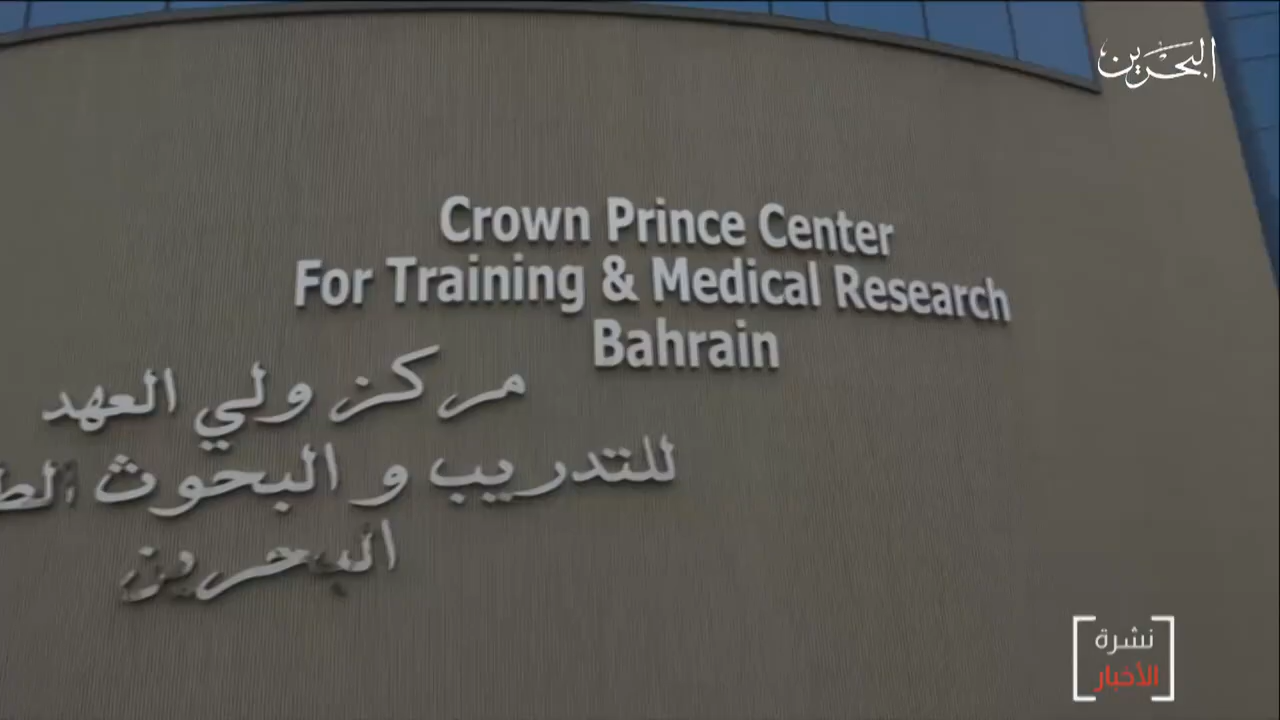 البحرين
Crown Prince Center
For Training & Medical Research
Bahrain
مركز ولي العهد
للتدريب و البحوث
البحرين
نشرة
الأخبار